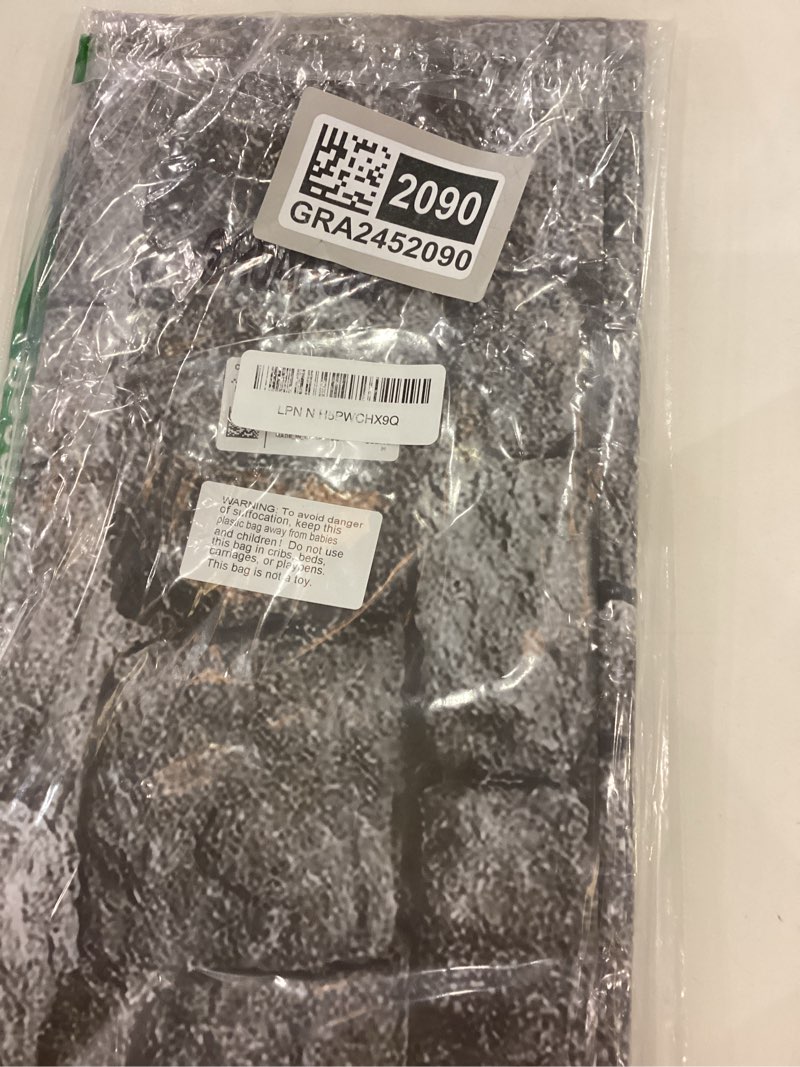 2090
GRA2452090
WARNING: To avoid danger
of suffocation, keep this
plastic bag away from babies
and children! Do not use
this bag in cribs, beds,
carriages, or playpens.
This bag is not a toy.